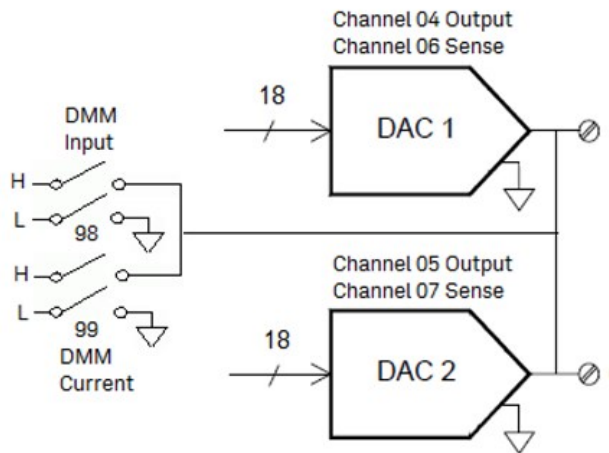 Channel 04 Output
Channel 06 Sense
18
DAC 1
DMM
Input
H
L
98
H
L
99
DMM
Current
Channel 05 Output
Channel 07 Sense
18
DAC 2